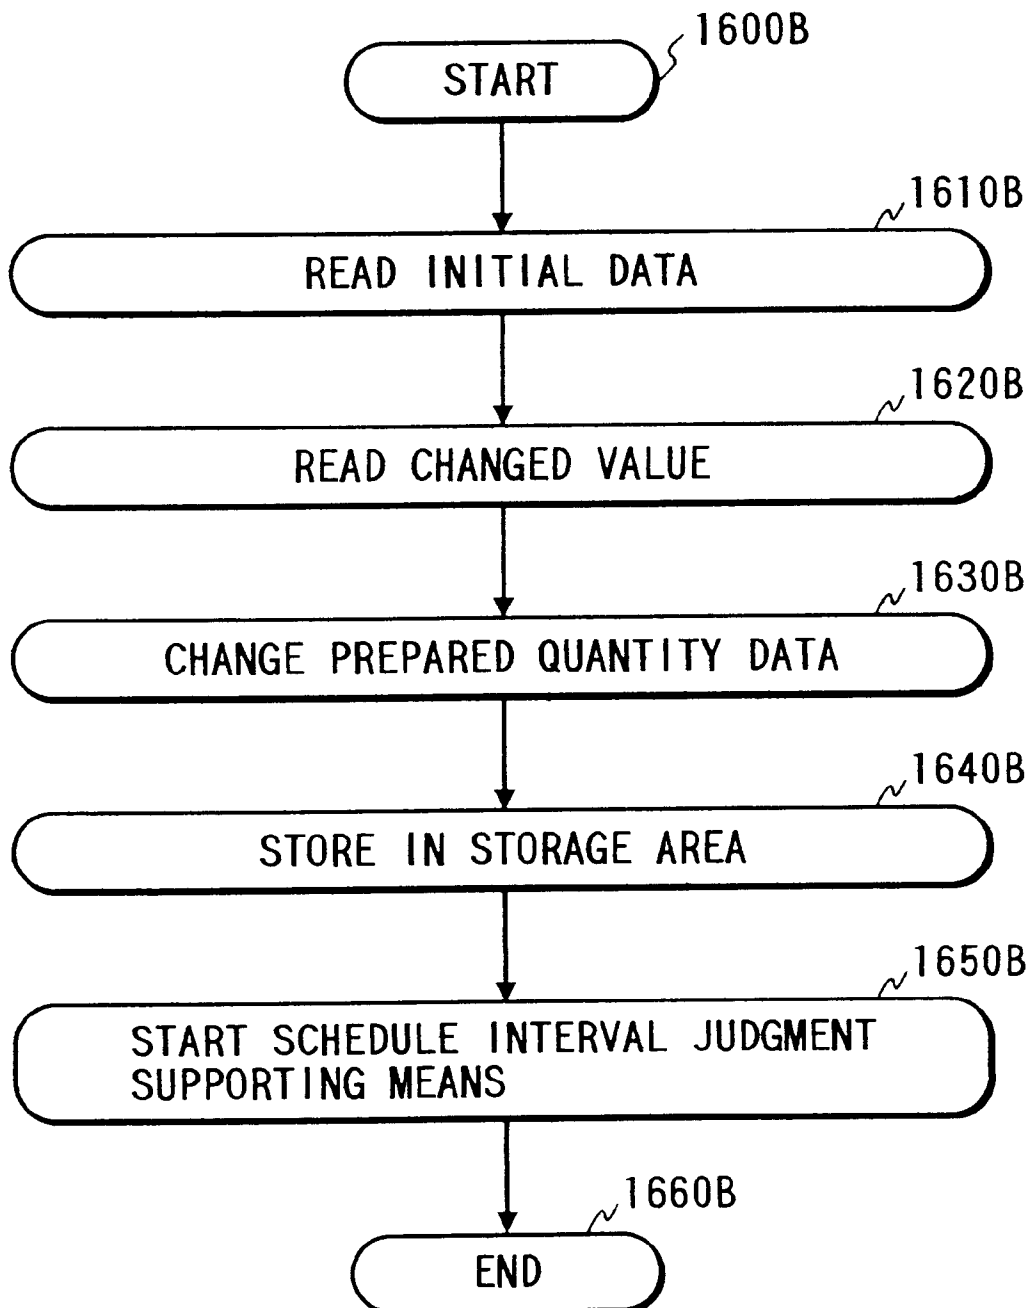 1600B
START
1610B
READ INITIAL DATA
1620B
READ CHANGED VALUE
1630B
CHANGE PREPARED QUANTITY DATA
1640B
STORE IN STORAGE AREA
1650B
START SCHEDULE INTERVAL JUDGMENT
SUPPORTING MEANS
1660B
END